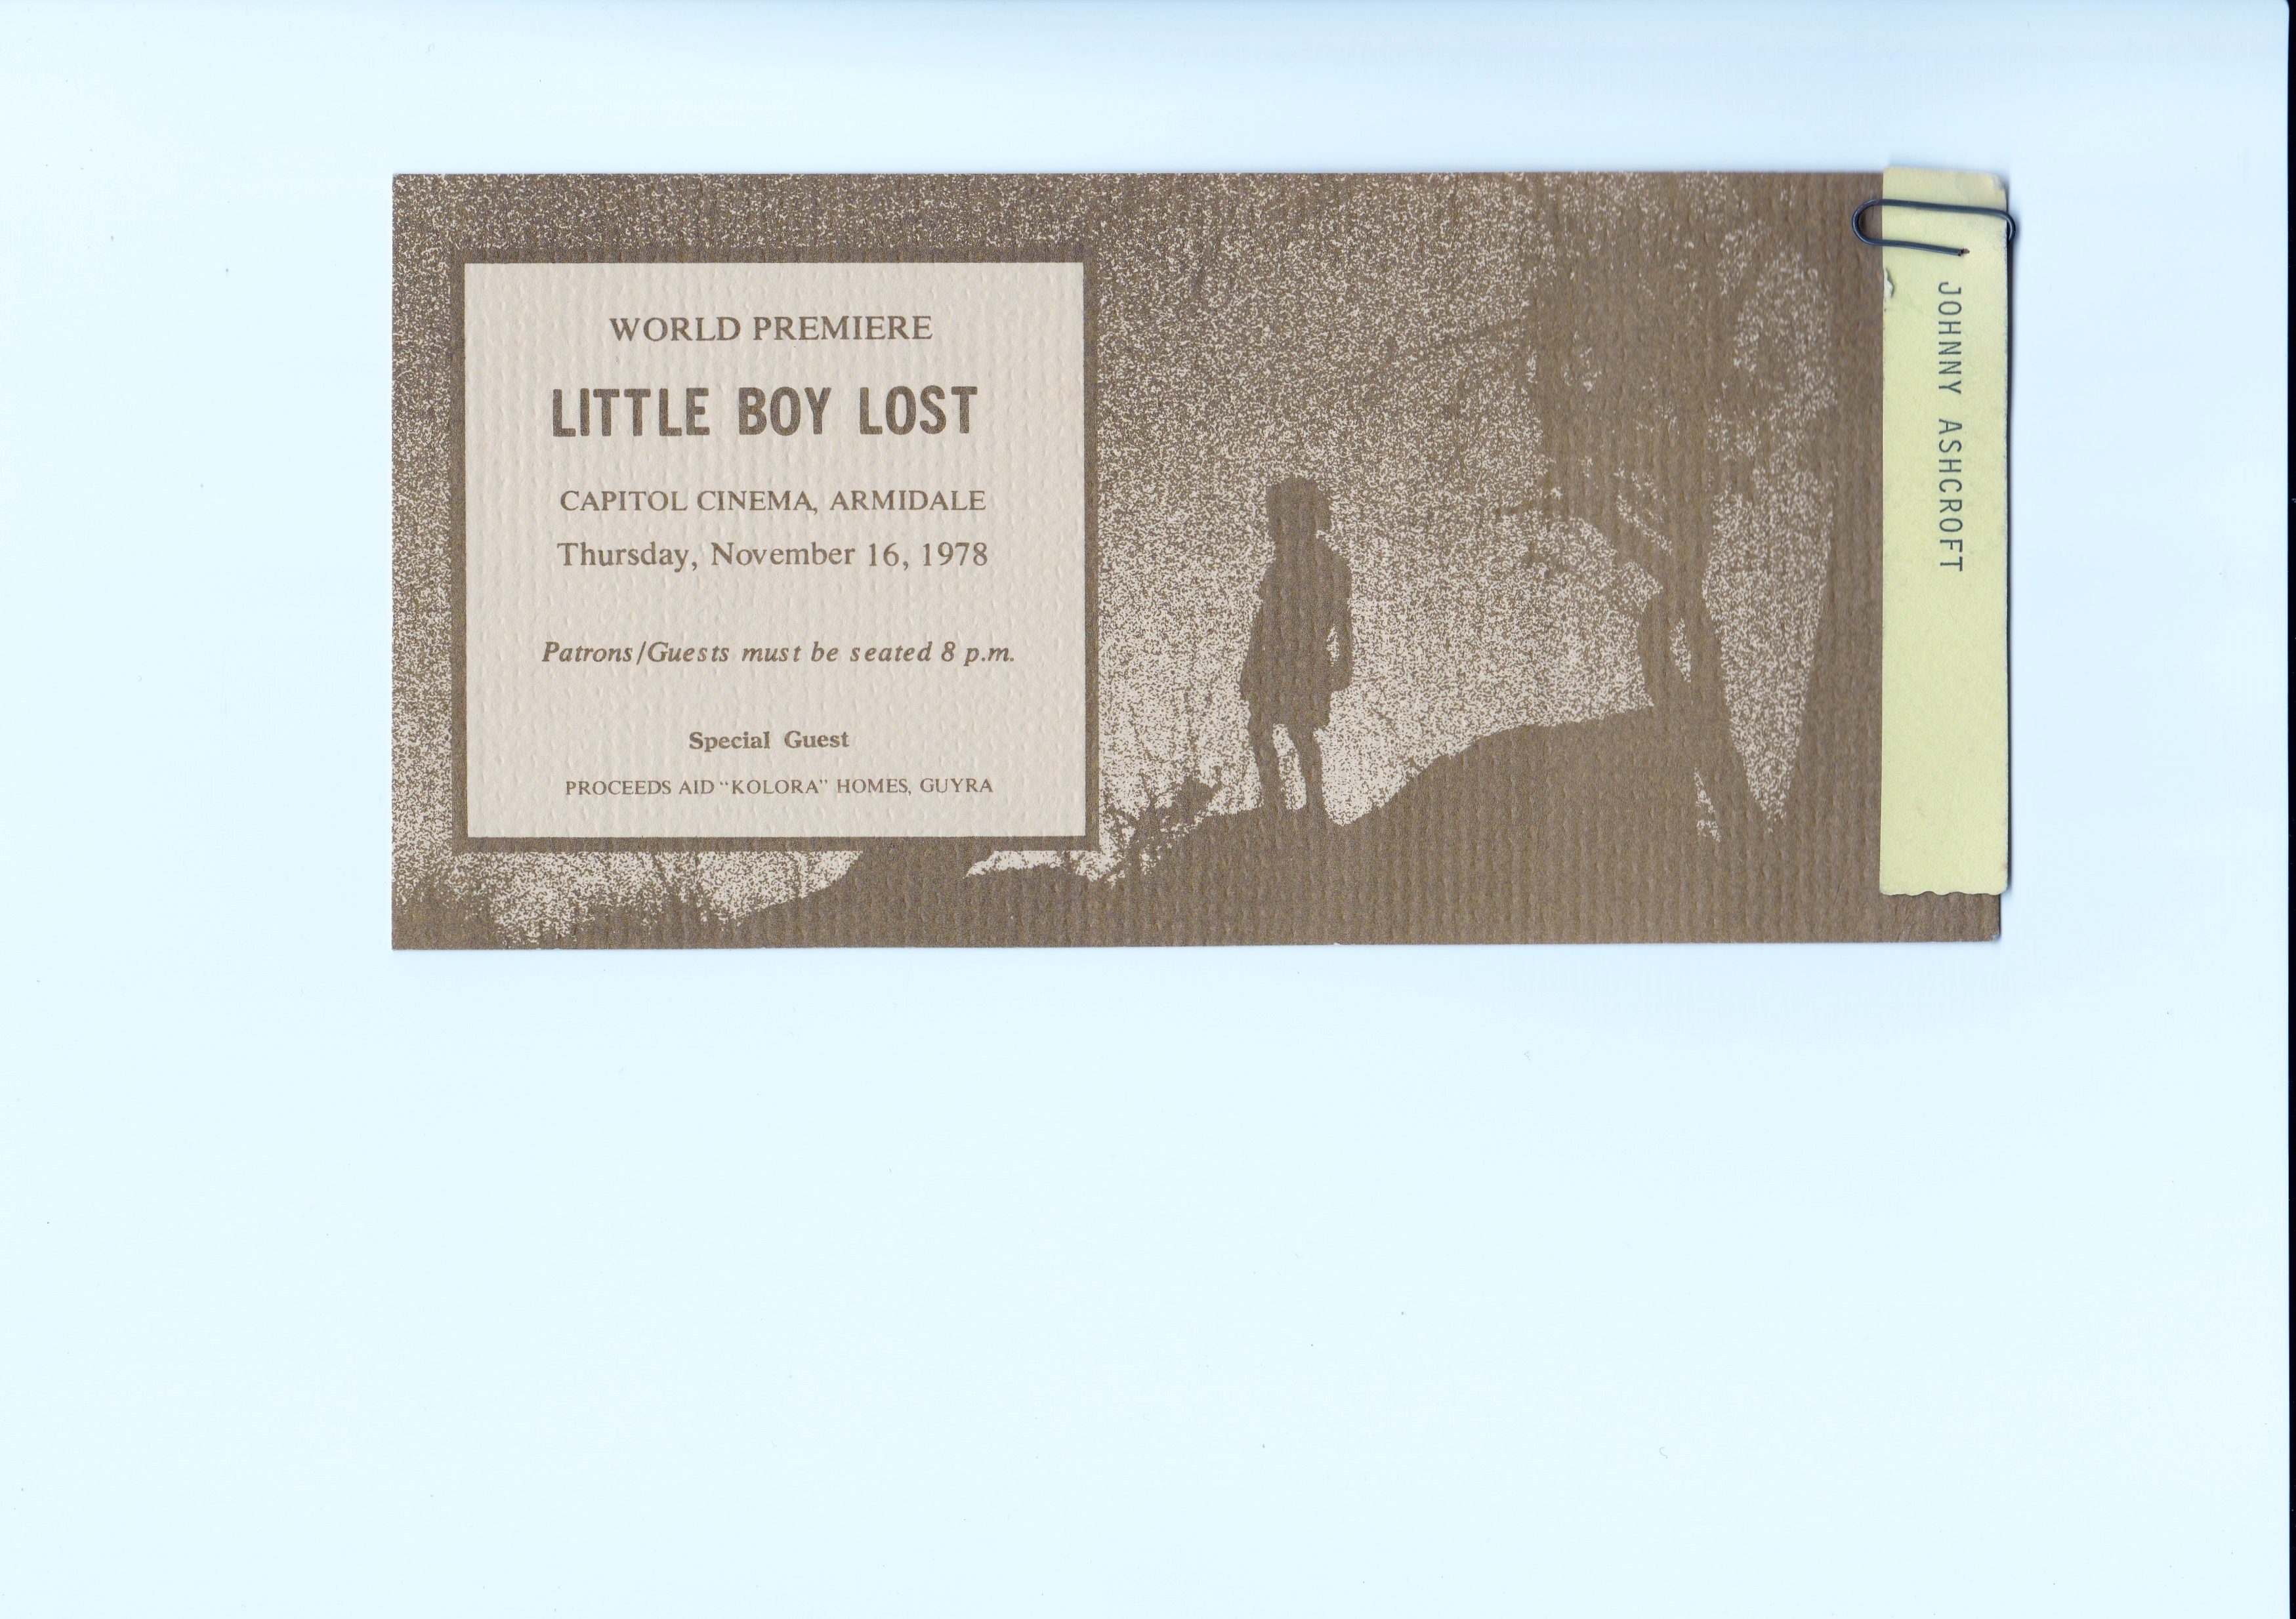 WORLD PREMIERE
LITTLE BOY LOST
CAPITOL CINEMA, ARMIDALE
Thursday, November 16, 1978
Patrons/Guests must be seated 8 p.m.
Special Guest
PROCEEDS AID "KOLORA" HOMES, GUYRA
JOHNNY ASHCROFT